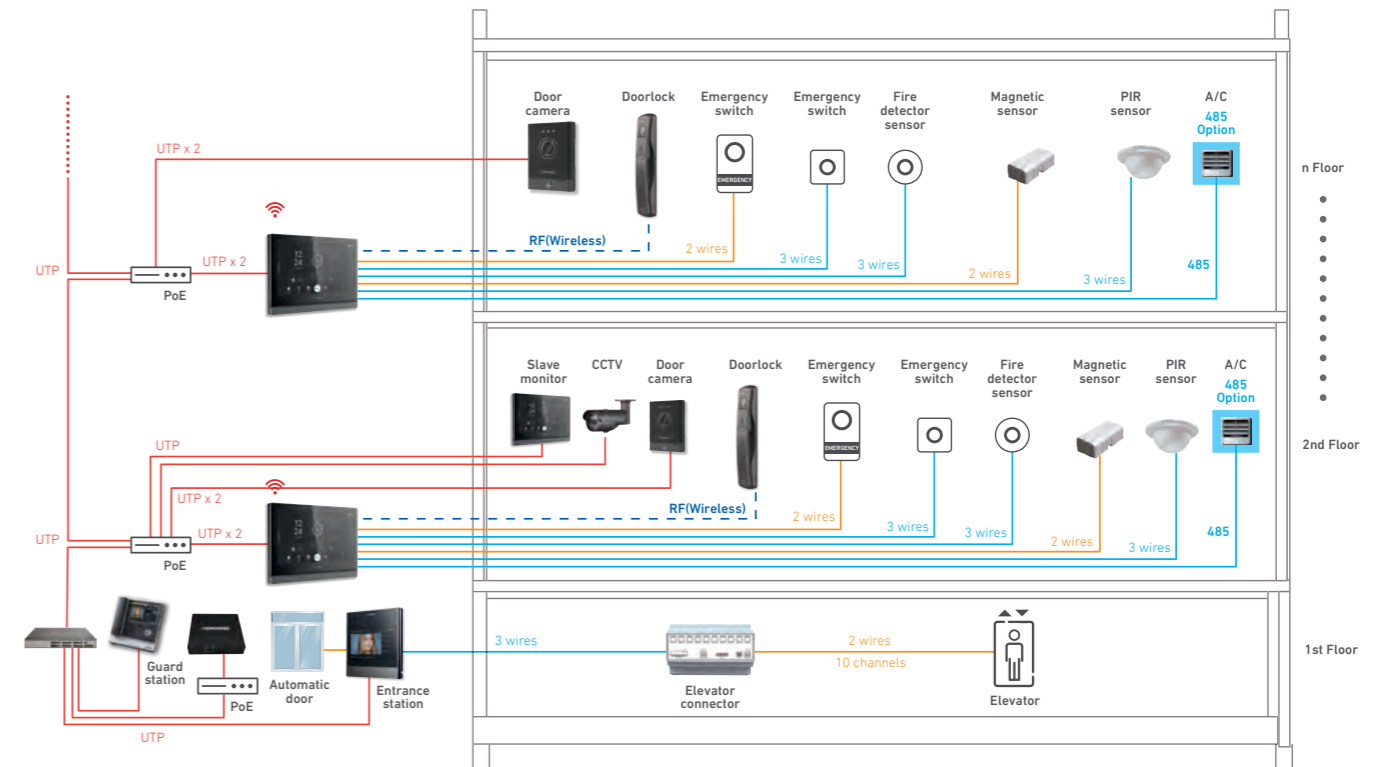 Door
camera
Doorlock
Emergency
switch
Emergency
switch
Fire
detector
sensor
Magnetic
sensor
PIR
sensor
A/C
485
Option
n Floor
UTP x 2
EMERGENCY
12
24
RF(Wireless)
2 wires
3 wires
3 wires
2 wires
3 wires
485
UTP
UTP x 2
PoE
Slave
monitor
CCTV
Door
camera
Doorlock
Emergency
switch
Emergency
switch
Fire
detector
sensor
Magnetic
sensor
PIR
sensor
A/C
485
Option
2nd Floor
EMERGENCY
UTP
UTP x 2
12
24
RF(Wireless)
2 wires
3 wires
3 wires
2 wires
3 wires
485
UTP
UTP x 2
PoE
Guard
station
PoE
Automatic
door
Entrance
station
UTP
3 wires
Elevator
connector
2 wires
10 channels
Elevator
1st Floor